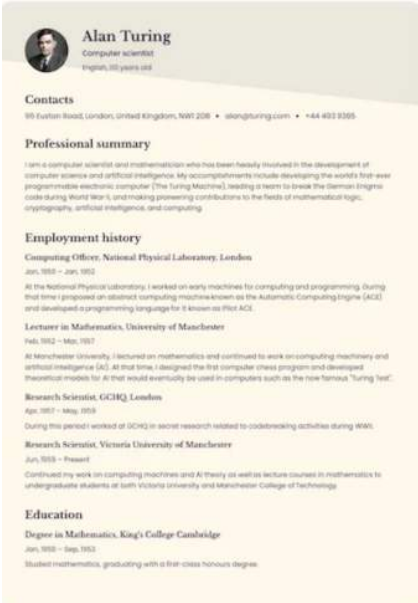 Alan Turing
Computer scientist
English, years old
Contacts
Euston Road, London, United Kingdom, NW1 2DB • alan@turing.com • +44 493 9385
Professional summary
I am a computer scientist and mathematician who has been heavily involved in the development of
computer science and artificial intelligence. My accomplishments include developing the world's first-ever
programmable electronic computer (The Turing Machine), leading a team to break the German Enigma
code during World War II, and making pioneering contributions to the fields of mathematical logic,
cryptography, artificial intelligence, and computing.
Employment history
Computing Officer, National Physical Laboratory, London
Jan, 1950 – Jan, 1952
At the National Physical Laboratory, I worked on early machines for computing and programming. During
that time I proposed an abstract computing machine known as the Automatic Computing Engine (ACE)
and developed a programming language for it known as Pilot ACE.
Lecturer in Mathematics, University of Manchester
Feb, 1952 – Mar, 1957
At Manchester University, I lectured on mathematics and continued to work on computing machinery and
artificial intelligence (AI). At that time, I designed the first computer chess program and developed
theoretical models for AI that would eventually be used in computers such as the now famous "Turing Test".
Research Scientist, GCHQ, London
Apr, 1957 – May, 1959
During this period I worked at GCHQ in secret research related to codebreaking activities during WWII.
Research Scientist, Victoria University of Manchester
Jun, 1959 – Present
Continued my work on computing machines and AI theory as well as lecture courses in mathematics to
undergraduate students at both Victoria University and Manchester College of Technology.
Education
Degree in Mathematics, King's College Cambridge
Jan, 1950 – Sep, 1953
Studied mathematics, graduating with a first-class honours degree.